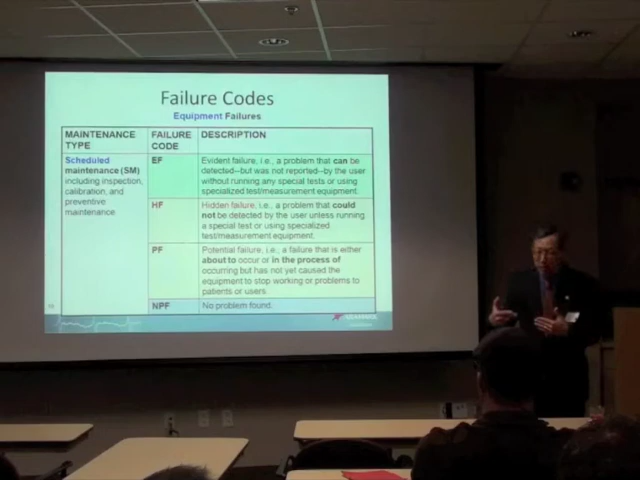 Failure Codes
Equipment Failures
MAINTENANCE TYPE
FAILURE CODE
DESCRIPTION
Scheduled
maintenance (SM)
including inspection,
calibration, and
preventive
maintenance
EF
Evident failure, i.e., a problem that can be
detected--but was not reported--by the user
without running any special tests or using
specialized test/measurement equipment.
HF
Hidden failure, i.e., a problem that could
not be detected by the user unless running
a special test or using specialized
test/measurement equipment.
PF
Potential failure, i.e., a failure that is either
about to occur or in the process of
occurring but has not yet caused the
equipment to stop working or problems to
patients or users.
NPF
No problem found.